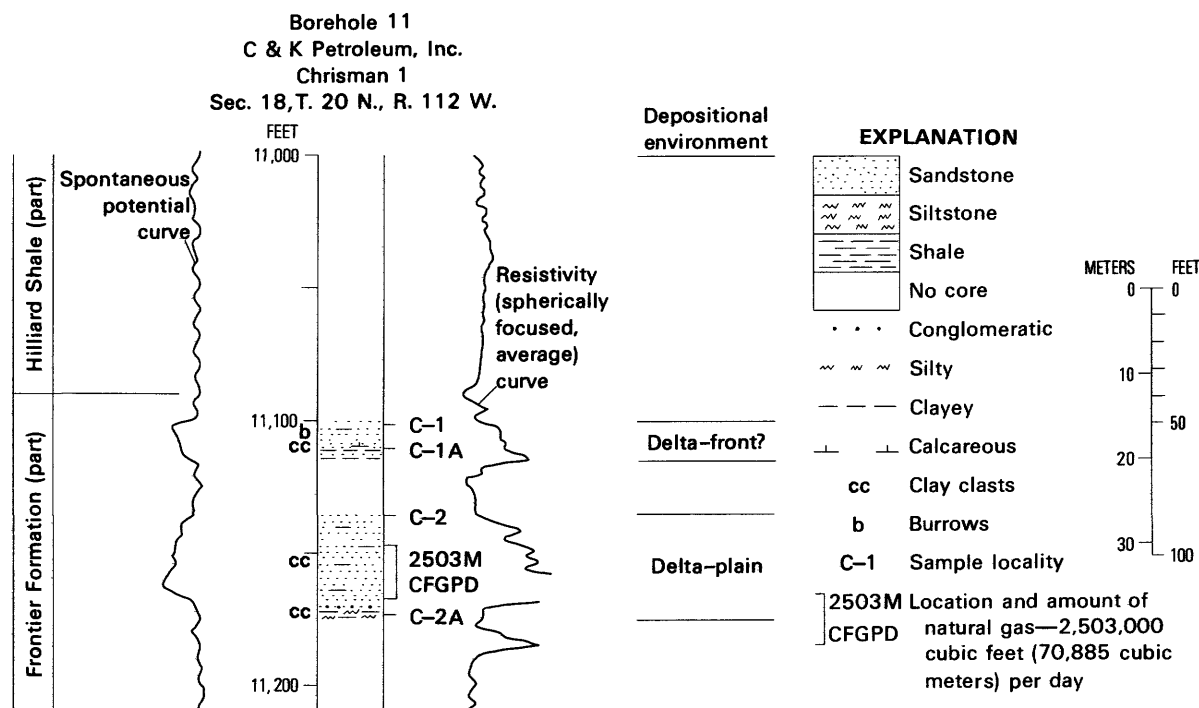 Borehole 11
C & K Petroleum, Inc.
Chrisman 1
Sec. 18, T. 20 N., R. 112 W.
FEET
11,000
11,100
11,200
Hilliard Shale (part)
Frontier Formation (part)
Spontaneous
potential
curve
Resistivity
(spherically
focused,
average)
curve
b
cc
cc
cc
C–1
C–1A
C–2
2503M
CFGPD
C–2A
Depositional
environment
Delta–front?
Delta–plain
EXPLANATION
Sandstone
Siltstone
Shale
No core
Conglomeratic
Silty
Clayey
Calcareous
cc Clay clasts
b Burrows
C–1 Sample locality
2503M Location and amount of
CFGPD natural gas—2,503,000
cubic feet (70,885 cubic
meters) per day
METERS FEET
0 0
10
50
20
30
100